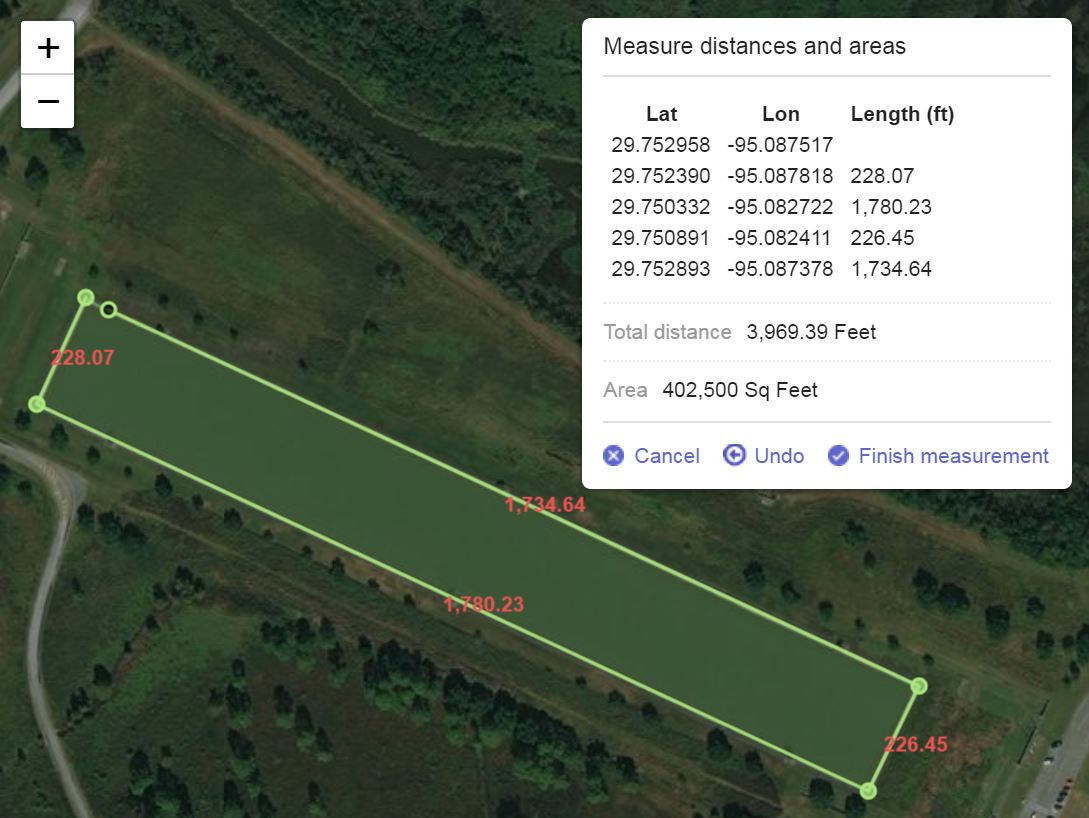 +
−
Measure distances and areas
Lat Lon Length (ft)
29.752958 -95.087517
29.752390 -95.087818 228.07
29.750332 -95.082722 1,780.23
29.750891 -95.082411 226.45
29.752893 -95.087378 1,734.64
Total distance 3,969.39 Feet
Area 402,500 Sq Feet
Cancel Undo Finish measurement
228.07
1,734.64
1,780.23
226.45